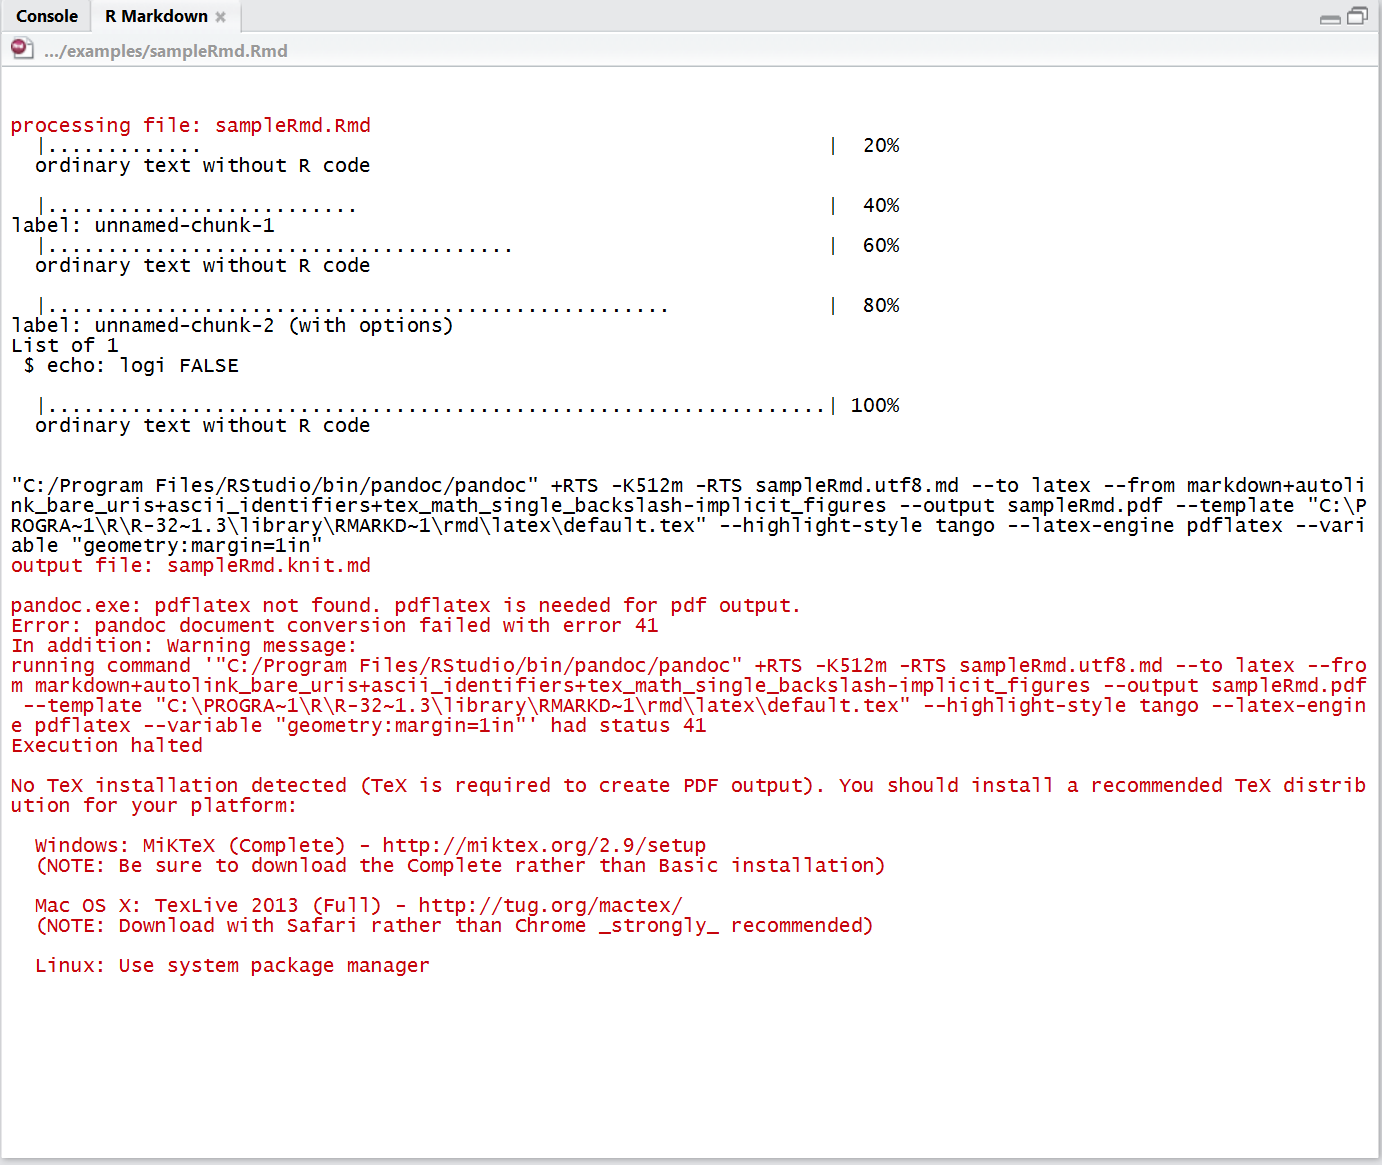 Console  R Markdown
.../examples/sampleRmd.Rmd
processing file: sampleRmd.Rmd
  |.............                                                    |  20%
  ordinary text without R code
  |..........................                                       |  40%
label: unnamed-chunk-1
  |.......................................                          |  60%
  ordinary text without R code
  |....................................................             |  80%
label: unnamed-chunk-2 (with options)
List of 1
 $ echo: logi FALSE
  |.................................................................| 100%
  ordinary text without R code
"C:/Program Files/RStudio/bin/pandoc/pandoc" +RTS -K512m -RTS sampleRmd.utf8.md --to latex --from markdown+autoli
nk_bare_uris+ascii_identifiers+tex_math_single_backslash-implicit_figures --output sampleRmd.pdf --template "C:\P
ROGRA~1\R\R-32~1.3\library\RMARKD~1\rmd\latex\default.tex" --highlight-style tango --latex-engine pdflatex --vari
able "geometry:margin=1in"
output file: sampleRmd.knit.md
pandoc.exe: pdflatex not found. pdflatex is needed for pdf output.
Error: pandoc document conversion failed with error 41
In addition: Warning message:
running command '"C:/Program Files/RStudio/bin/pandoc/pandoc" +RTS -K512m -RTS sampleRmd.utf8.md --to latex --fro
m markdown+autolink_bare_uris+ascii_identifiers+tex_math_single_backslash-implicit_figures --output sampleRmd.pdf
 --template "C:\PROGRA~1\R\R-32~1.3\library\RMARKD~1\rmd\latex\default.tex" --highlight-style tango --latex-engin
e pdflatex --variable "geometry:margin=1in"' had status 41
Execution halted
No TeX installation detected (TeX is required to create PDF output). You should install a recommended TeX distrib
ution for your platform:
  Windows: MiKTeX (Complete) - http://miktex.org/2.9/setup
  (NOTE: Be sure to download the Complete rather than Basic installation)
  Mac OS X: TexLive 2013 (Full) - http://tug.org/mactex/
  (NOTE: Download with Safari rather than Chrome _strongly_ recommended)
  Linux: Use system package manager